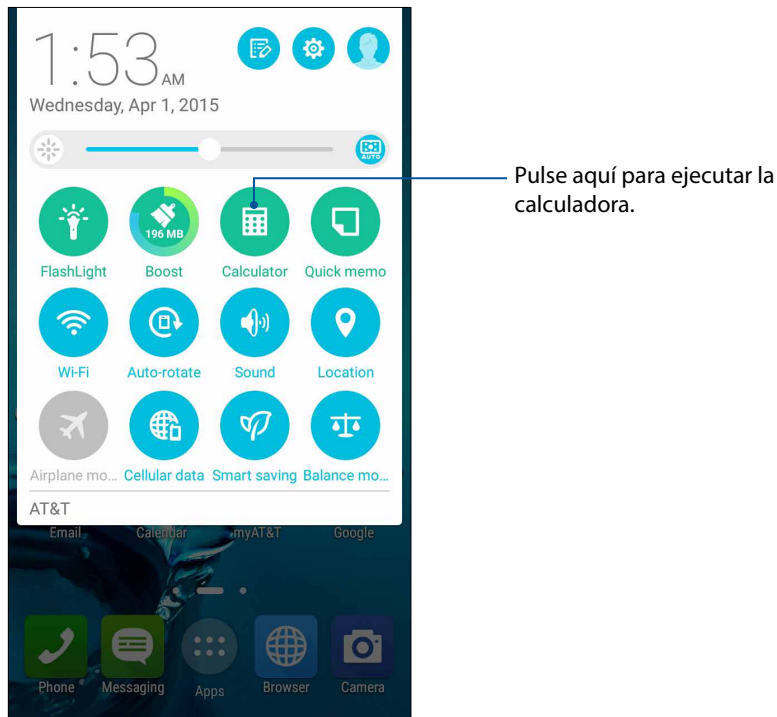 1:53 AM
Wednesday, Apr 1, 2015
AUTO
Pulse aquí para ejecutar la
calculadora.
196 MB
FlashLight Boost Calculator Quick memo
Wi-Fi Auto-rotate Sound Location
Airplane mo... Cellular data Smart saving Balance mo...
AT&T
Email Calendar myAT&T Google
Phone Messaging Apps Browser Camera